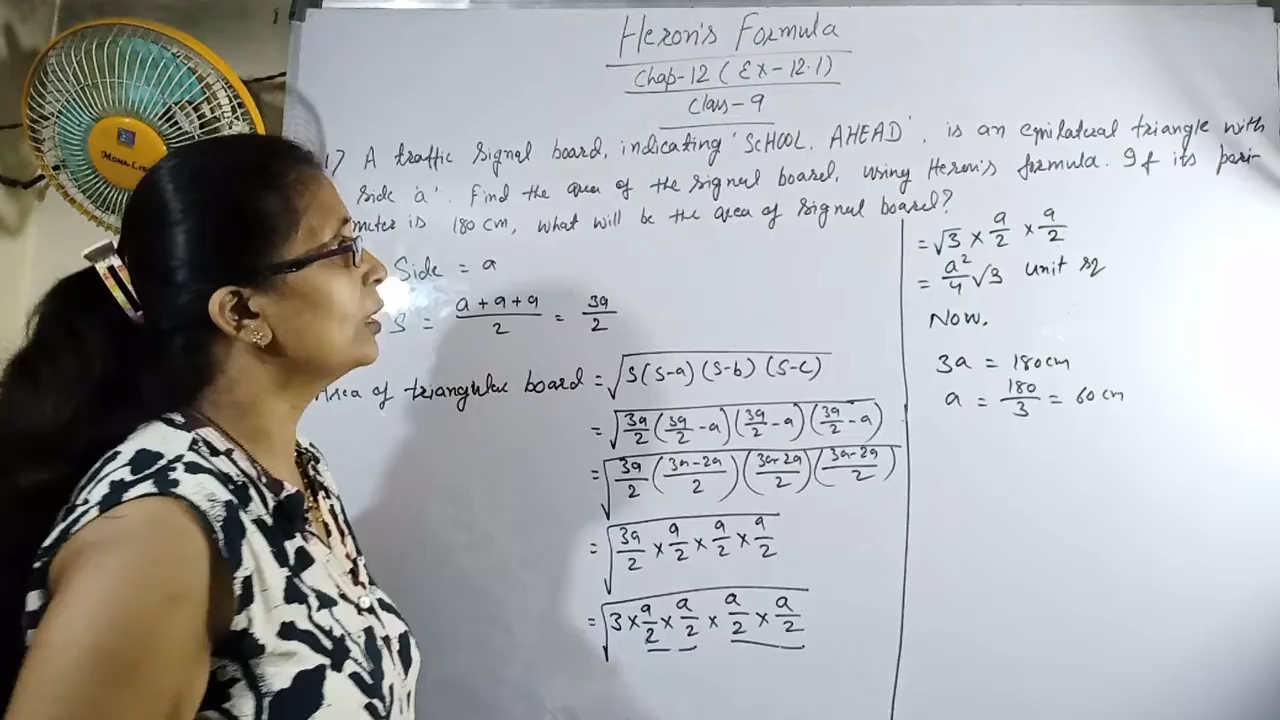 Heron's Formula
Chap-12 (Ex-12.1)
Class-9
1) A traffic signal board, indicating 'SCHOOL AHEAD', is an equilateral triangle with
side 'a'. Find the area of the signal board, using Heron's formula. If its peri-
meter is 180 cm, what will be the area of signal board?
Side = a
S = (a+a+a)/2 = 3a/2
Area of triangular board = √(S(S-a)(S-b)(S-c))
= √(3a/2 (3a/2 - a)(3a/2 - a)(3a/2 - a))
= √(3a/2 ((3a-2a)/2)((3a-2a)/2)((3a-2a)/2))
= √(3a/2 × a/2 × a/2 × a/2)
= √(3 × a/2 × a/2 × a/2 × a/2)
= √3 × a/2 × a/2
= a²/4 √3 unit sq
Now,
3a = 180cm
a = 180/3 = 60 cm